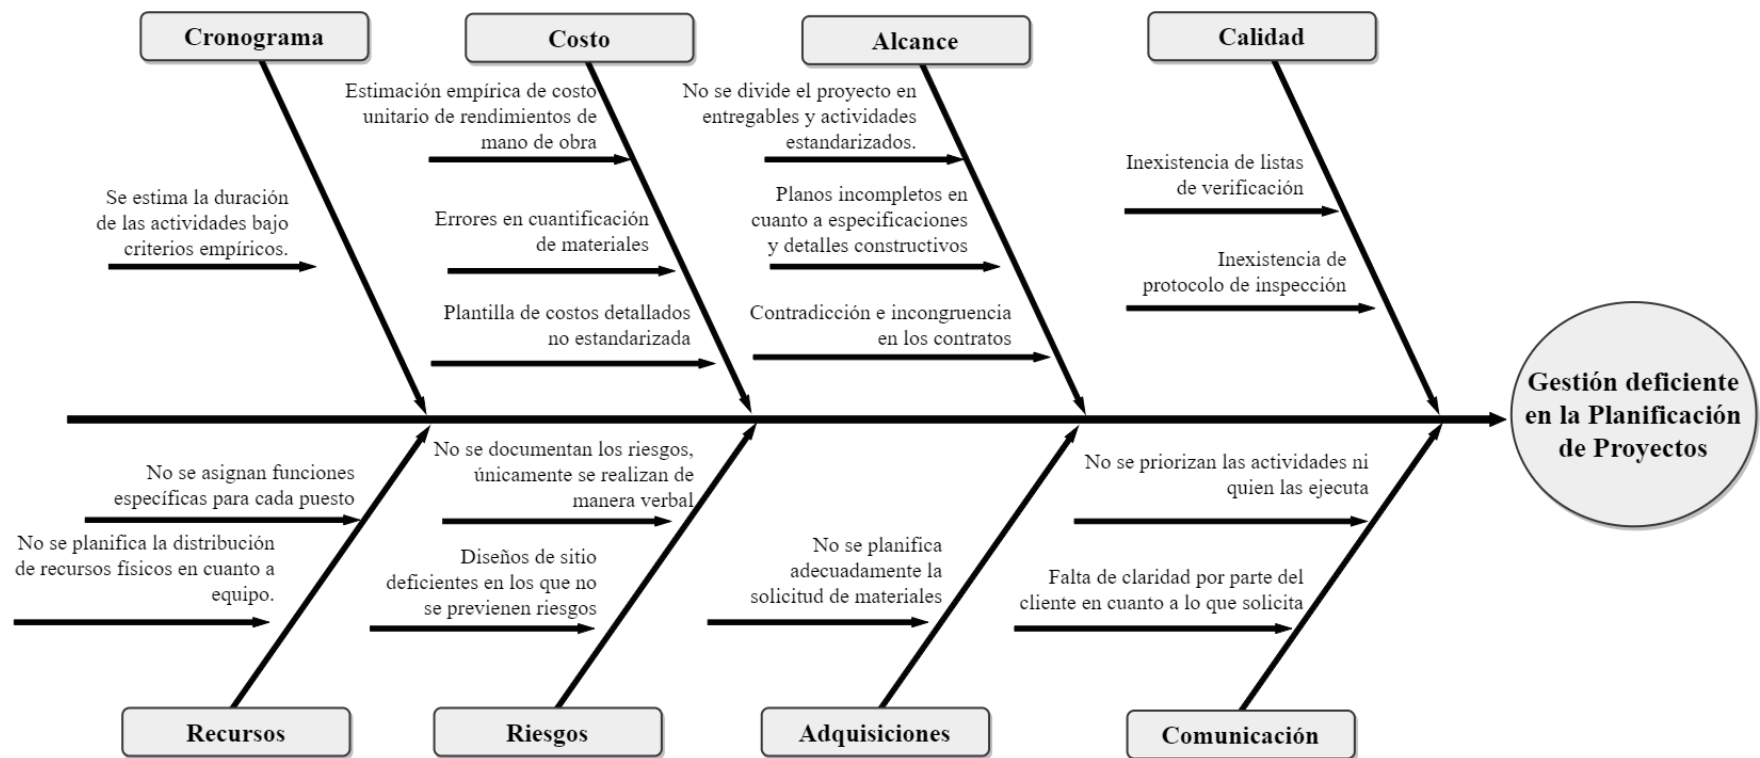 Cronograma
Costo
Alcance
Calidad
Se estima la duración
de las actividades bajo
criterios empíricos.
Estimación empírica de costo
unitario de rendimientos de
mano de obra
Errores en cuantificación
de materiales
Plantilla de costos detallados
no estandarizada
No se divide el proyecto en
entregables y actividades
estandarizados.
Planos incompletos en
cuanto a especificaciones
y detalles constructivos
Contradicción e incongruencia
en los contratos
Inexistencia de listas
de verificación
Inexistencia de
protocolo de inspección
Gestión deficiente
en la Planificación
de Proyectos
No se asignan funciones
específicas para cada puesto
No se planifica la distribución
de recursos físicos en cuanto a
equipo.
No se documentan los riesgos,
únicamente se realizan de
manera verbal
Diseños de sitio
deficientes en los que no
se previenen riesgos
No se planifica
adecuadamente la
solicitud de materiales
No se priorizan las actividades ni
quien las ejecuta
Falta de claridad por parte del
cliente en cuanto a lo que solicita
Recursos
Riesgos
Adquisiciones
Comunicación